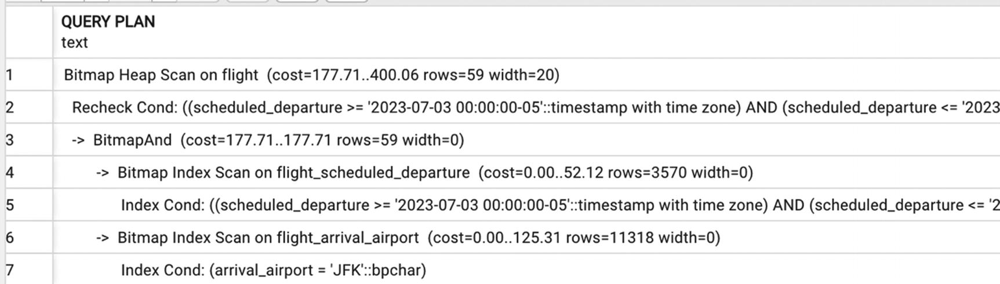 QUERY PLAN
text
1 Bitmap Heap Scan on flight (cost=177.71..400.06 rows=59 width=20)
2 Recheck Cond: ((scheduled_departure >= '2023-07-03 00:00:00-05'::timestamp with time zone) AND (scheduled_departure <= '2023
3 -> BitmapAnd (cost=177.71..177.71 rows=59 width=0)
4 -> Bitmap Index Scan on flight_scheduled_departure (cost=0.00..52.12 rows=3570 width=0)
5 Index Cond: ((scheduled_departure >= '2023-07-03 00:00:00-05'::timestamp with time zone) AND (scheduled_departure <= '2
6 -> Bitmap Index Scan on flight_arrival_airport (cost=0.00..125.31 rows=11318 width=0)
7 Index Cond: (arrival_airport = 'JFK'::bpchar)